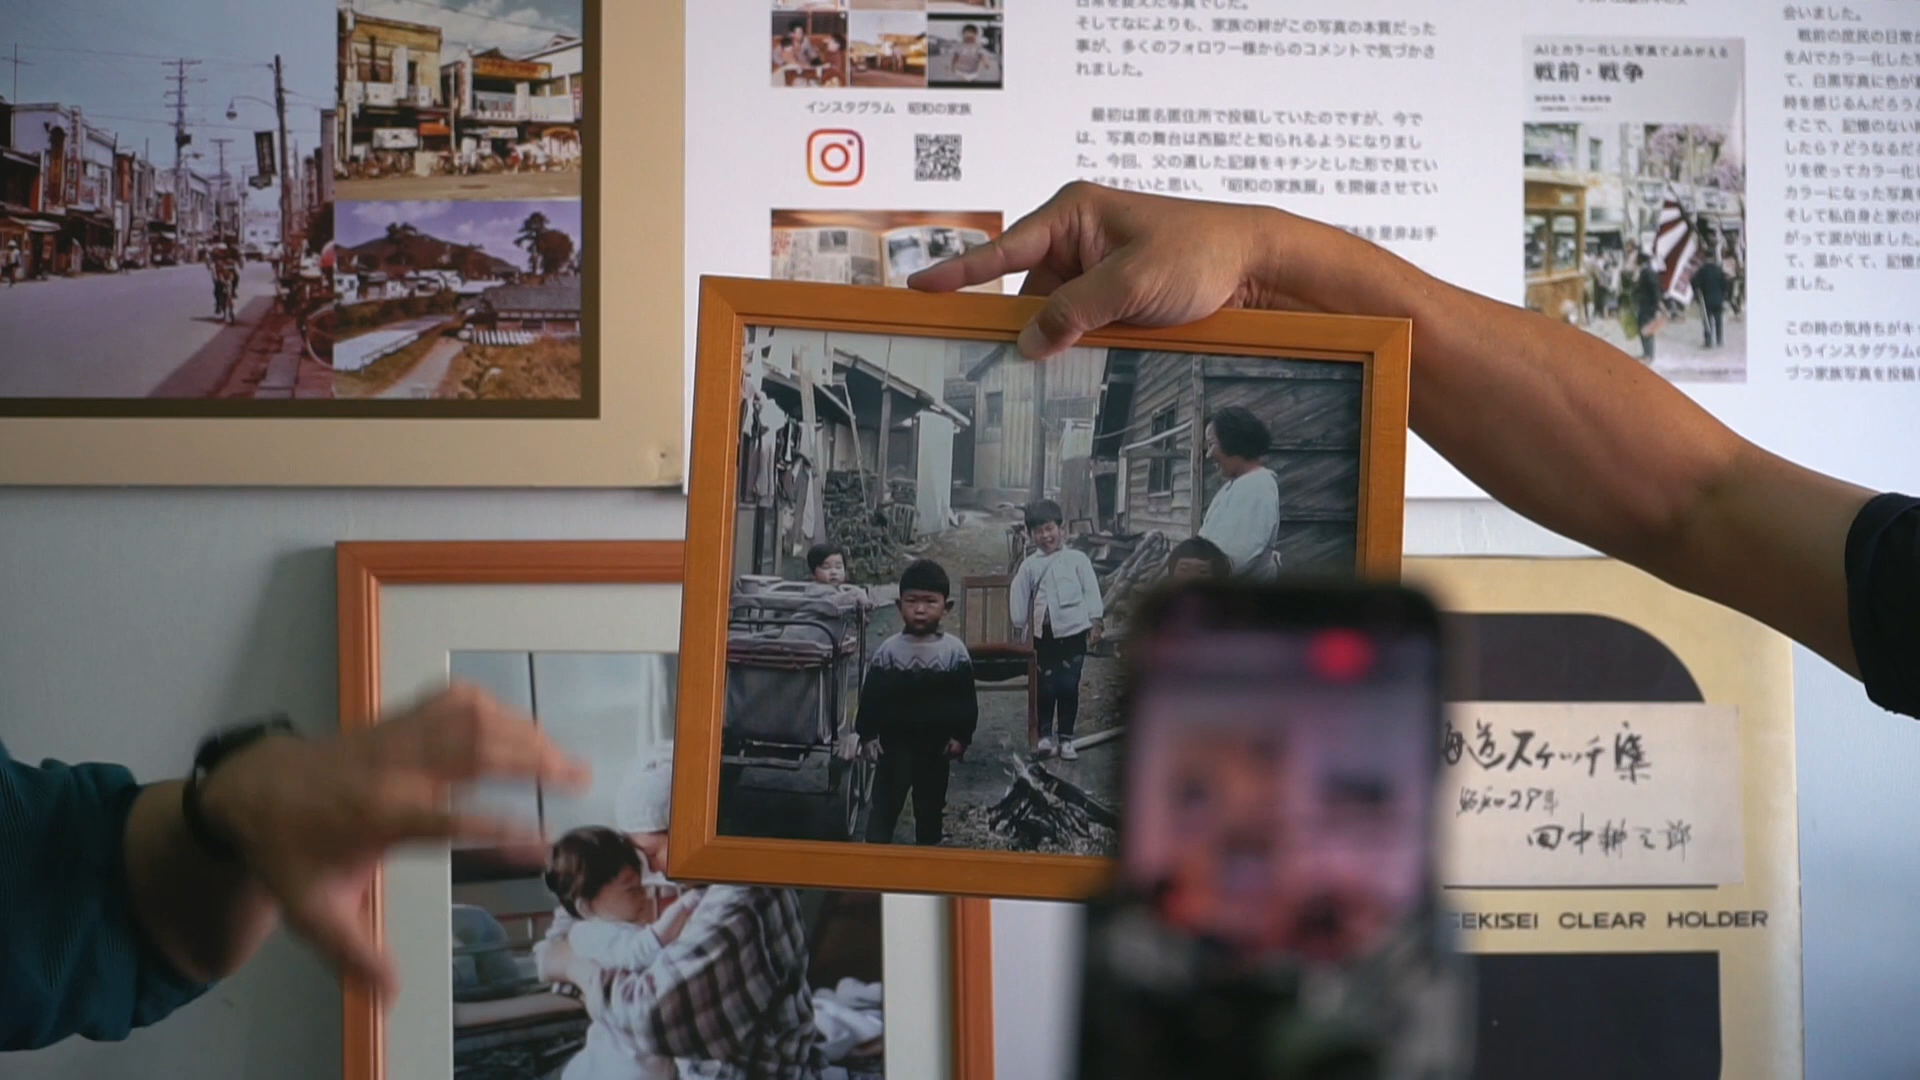 そしてなにより、家族の絆がこの写真の本質だった
事が、多くのフォロワー様からのコメントで気づかさ
れました。
インスタグラム 昭和の家族
最初は匿名匿住所で投稿していたのですが、今で
は、写真の舞台は西脇だと知られるようになりまし
た。今回、父の遺した記録をキチンとした形で見てい
ただきたいと思い、「昭和の家族展」を開催させてい
を是非お手
AIとカラー化した写真でよみがえる
戦前・戦争
会いました。
戦前の庶民の日常が
をAIでカラー化した写
て、白黒写真に色が
時を感じるんだろう
そこで、記憶のない
したら?どうなるだ
リを使ってカラー化
カラーになった写真
そして私自身と家の
がって涙が出ました。
て、温かくて、記憶
ました。
この時の気持ちがキ
いうインスタグラムの
づつ家族写真を投稿
海道スケッチ集
昭和29年
田中
SEKISEI CLEAR HOLDER